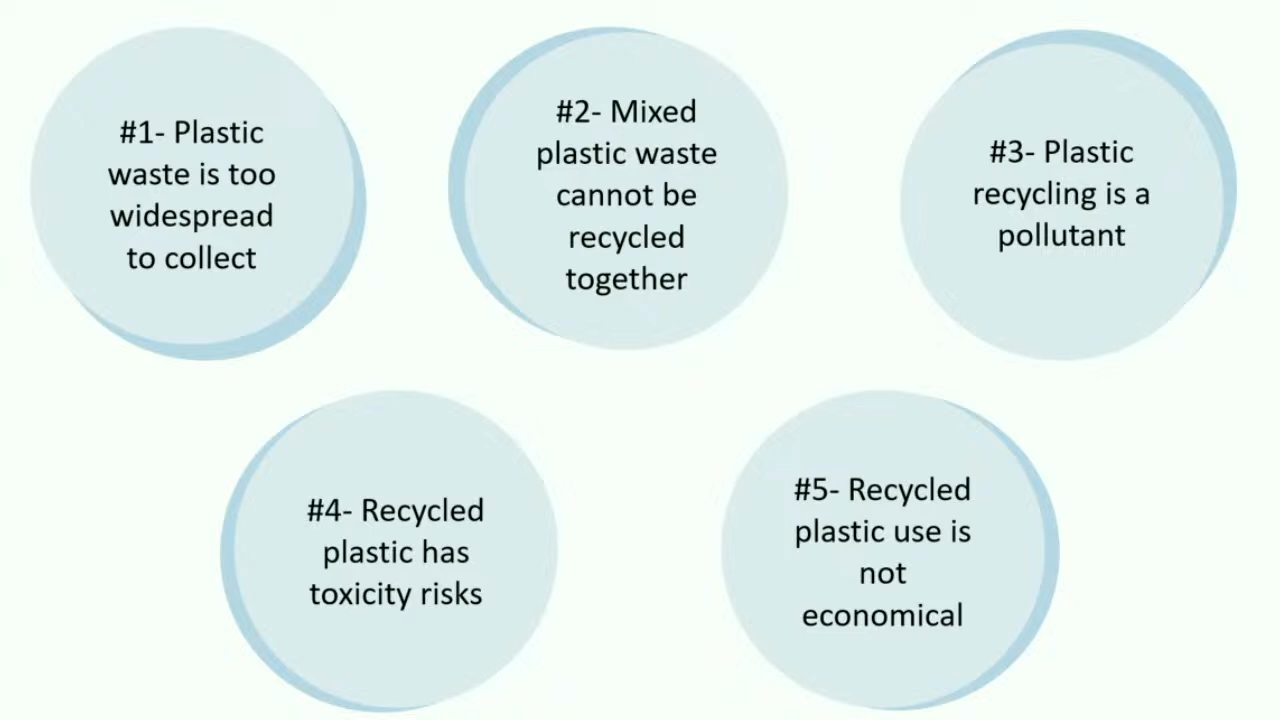 #1- Plastic
waste is too
widespread
to collect
#2- Mixed
plastic waste
cannot be
recycled
together
#3- Plastic
recycling is a
pollutant
#4- Recycled
plastic has
toxicity risks
#5- Recycled
plastic use is
not
economical